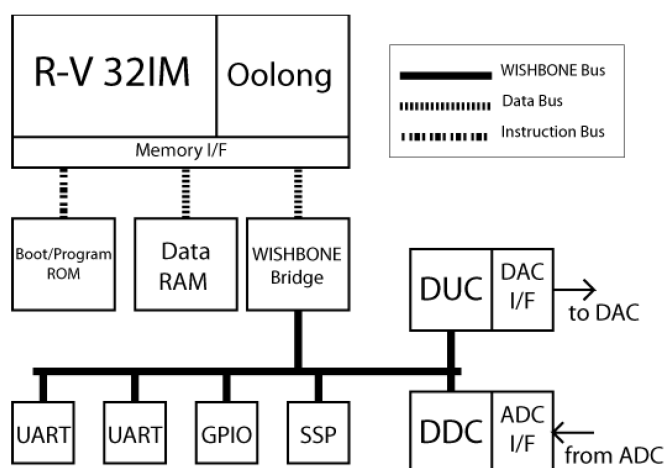 R-V 32IM
Oolong
Memory I/F
WISHBONE Bus
Data Bus
Instruction Bus
Boot/Program
ROM
Data
RAM
WISHBONE
Bridge
DUC
DAC
I/F
to DAC
UART
UART
GPIO
SSP
DDC
ADC
I/F
from ADC